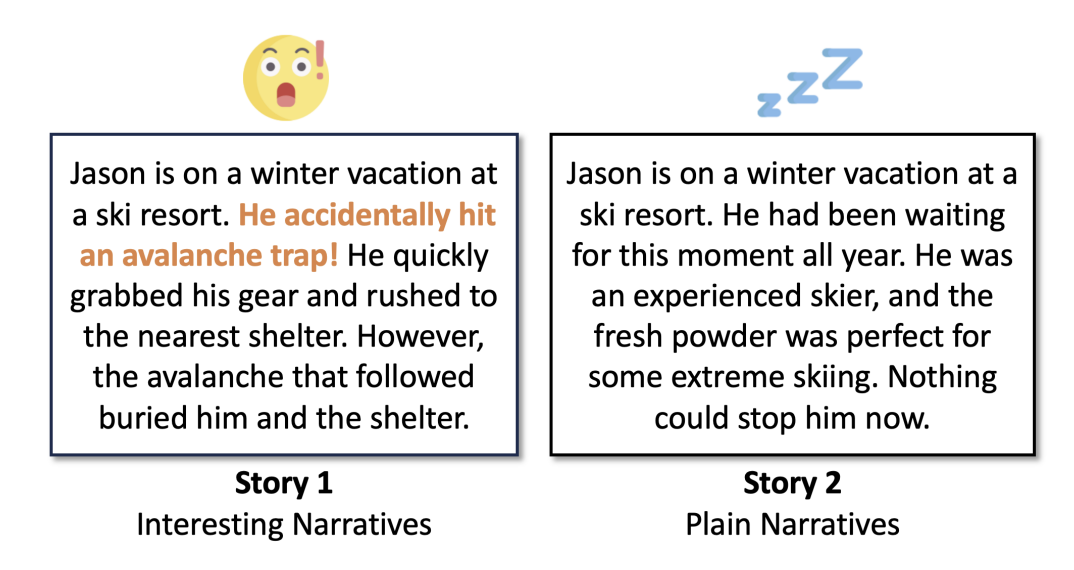 zzZ
Jason is on a winter vacation at
a ski resort. He accidentally hit
an avalanche trap! He quickly
grabbed his gear and rushed to
the nearest shelter. However,
the avalanche that followed
buried him and the shelter.
Story 1
Interesting Narratives
Jason is on a winter vacation at a
ski resort. He had been waiting
for this moment all year. He was
an experienced skier, and the
fresh powder was perfect for
some extreme skiing. Nothing
could stop him now.
Story 2
Plain Narratives